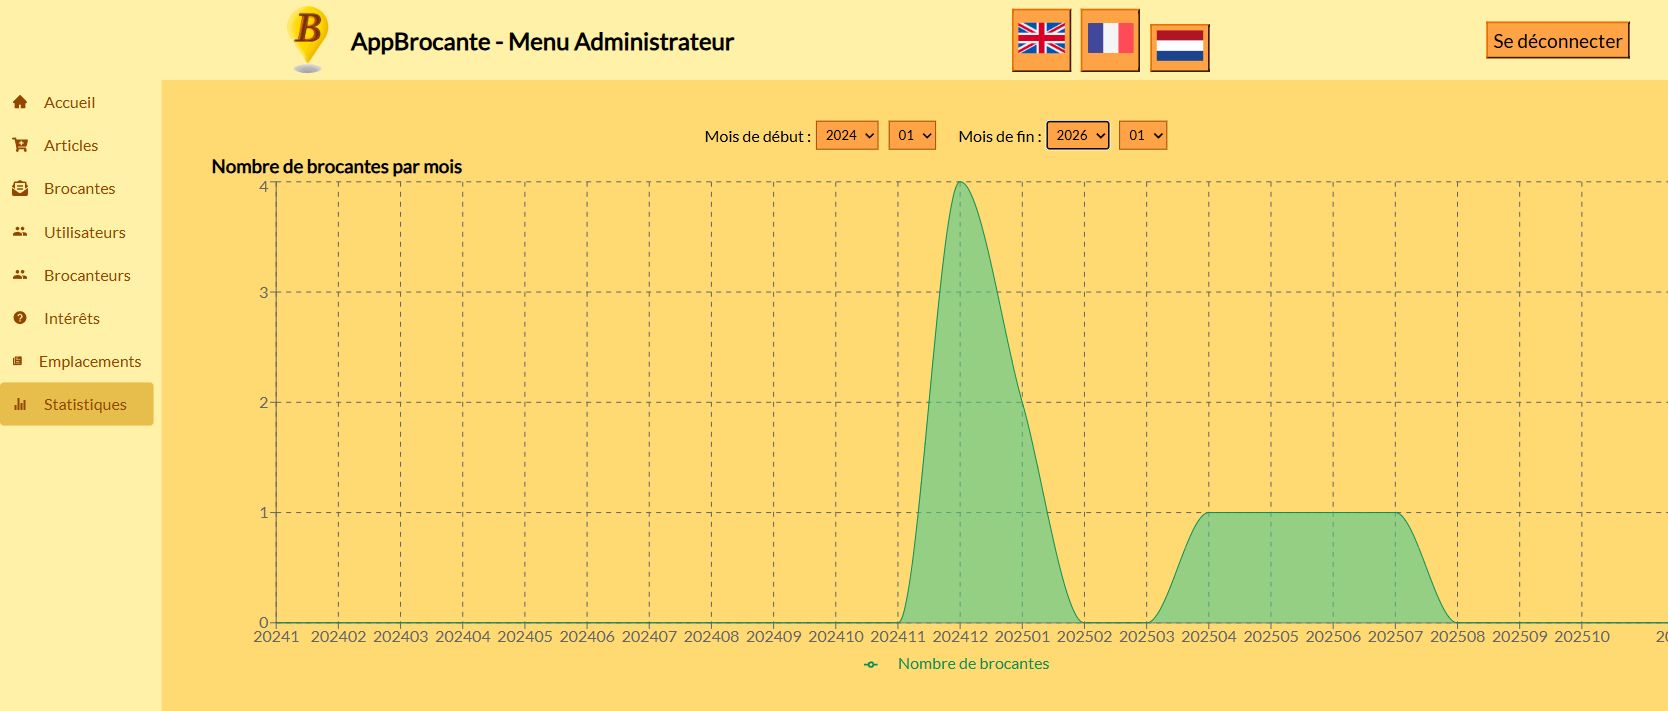 B
AppBrocante - Menu Administrateur
Se déconnecter
Accueil
Articles
Brocantes
Utilisateurs
Brocanteurs
Intérêts
Emplacements
Statistiques
Mois de début : 2024 01 Mois de fin : 2026 01
Nombre de brocantes par mois
4
3
2
1
0
20241 202402 202403 202404 202405 202406 202407 202408 202409 202410 202411 202412 202501 202502 202503 202504 202505 202506 202507 202508 202509 202510 20
Nombre de brocantes